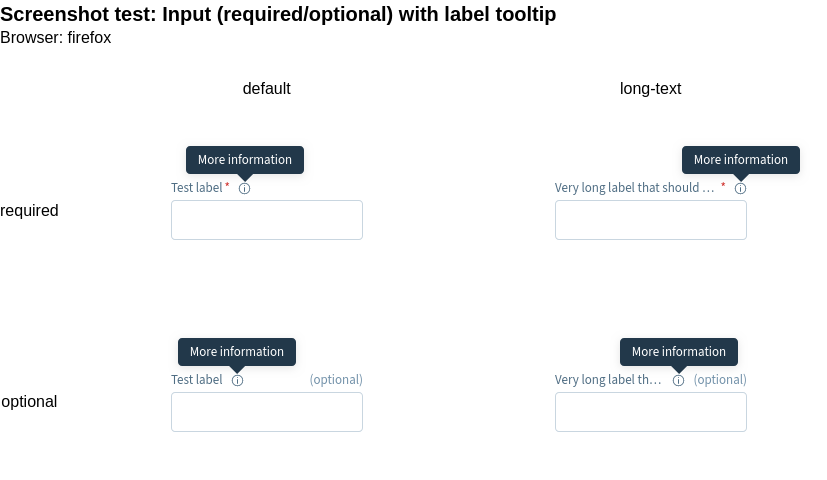 Screenshot test: Input (required/optional) with label tooltip
Browser: firefox
default long-text
More information More information
Test label * Very long label that should … *
required
More information More information
Test label (optional) Very long label th… (optional)
optional